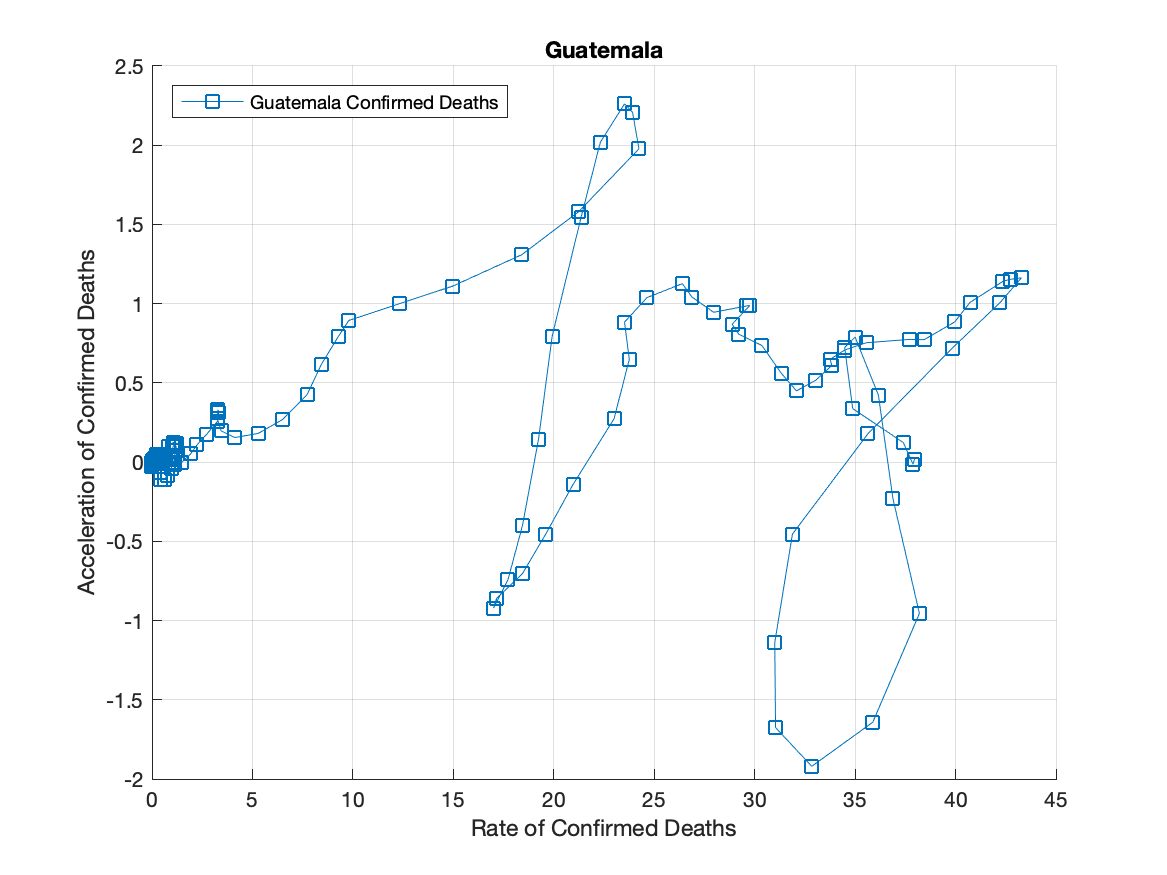 Guatemala
2.5
Guatemala Confirmed Deaths
2
1.5
1
0.5
0
-0.5
-1
-1.5
-2
Acceleration of Confirmed Deaths
0 5 10 15 20 25 30 35 40 45
Rate of Confirmed Deaths